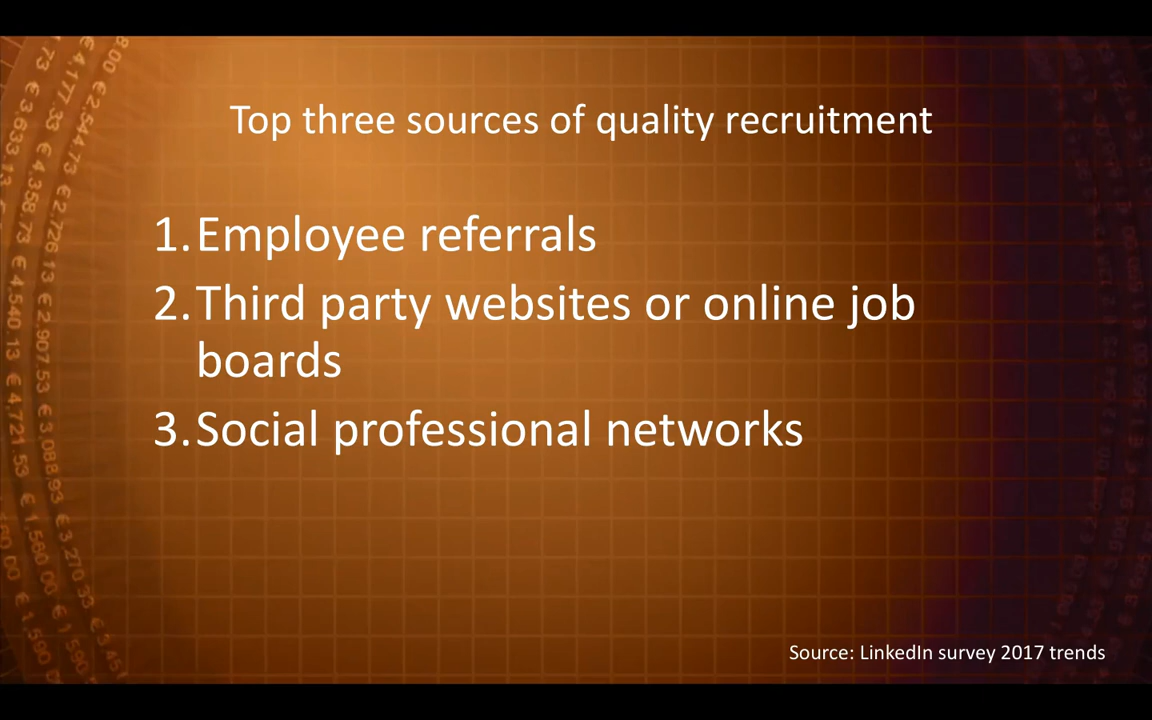 Top three sources of quality recruitment
1. Employee referrals
2. Third party websites or online job
boards
3. Social professional networks
Source: LinkedIn survey 2017 trends